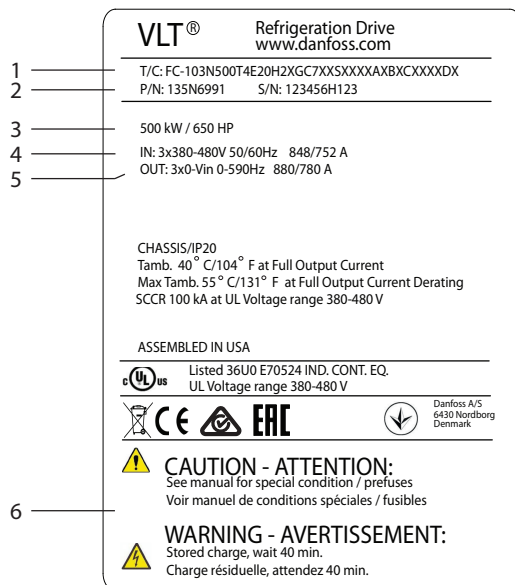 VLT® Refrigeration Drive
www.danfoss.com
1 T/C: FC-103N500T4E20H2XGC7XXSXXXXAXBXCXXXXDX
2 P/N: 135N6991 S/N: 123456H123
3 500 kW / 650 HP
4 IN: 3x380-480V 50/60Hz 848/752 A
5 OUT: 3x0-Vin 0-590Hz 880/780 A
CHASSIS/IP20
Tamb. 40° C/104° F at Full Output Current
Max Tamb. 55° C/131° F at Full Output Current Derating
SCCR 100 kA at UL Voltage range 380-480 V
ASSEMBLED IN USA
c UL us Listed 36U0 E70524 IND. CONT. EQ.
UL Voltage range 380-480 V
CE EAC
Danfoss A/S
6430 Nordborg
Denmark
CAUTION - ATTENTION:
See manual for special condition / prefuses
Voir manuel de conditions spéciales / fusibles
6
WARNING - AVERTISSEMENT:
Stored charge, wait 40 min.
Charge résiduelle, attendez 40 min.